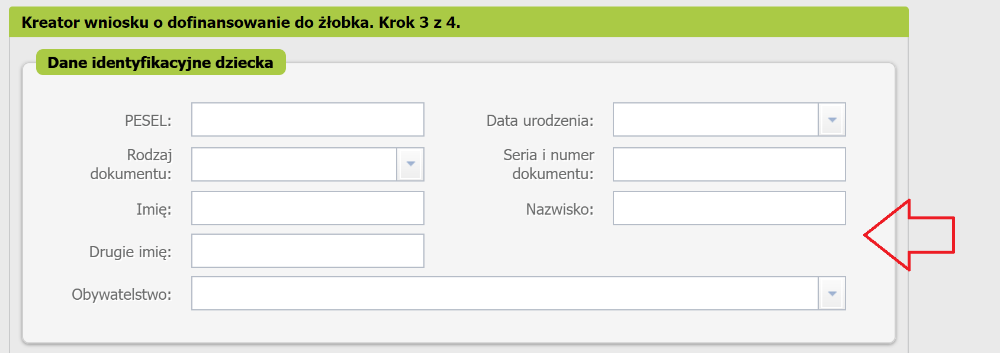 Kreator wniosku o dofinansowanie do żłobka. Krok 3 z 4.
Dane identyfikacyjne dziecka
PESEL:
Data urodzenia:
Rodzaj
dokumentu:
Seria i numer
dokumentu:
Imię:
Nazwisko:
Drugie imię:
Obywatelstwo: